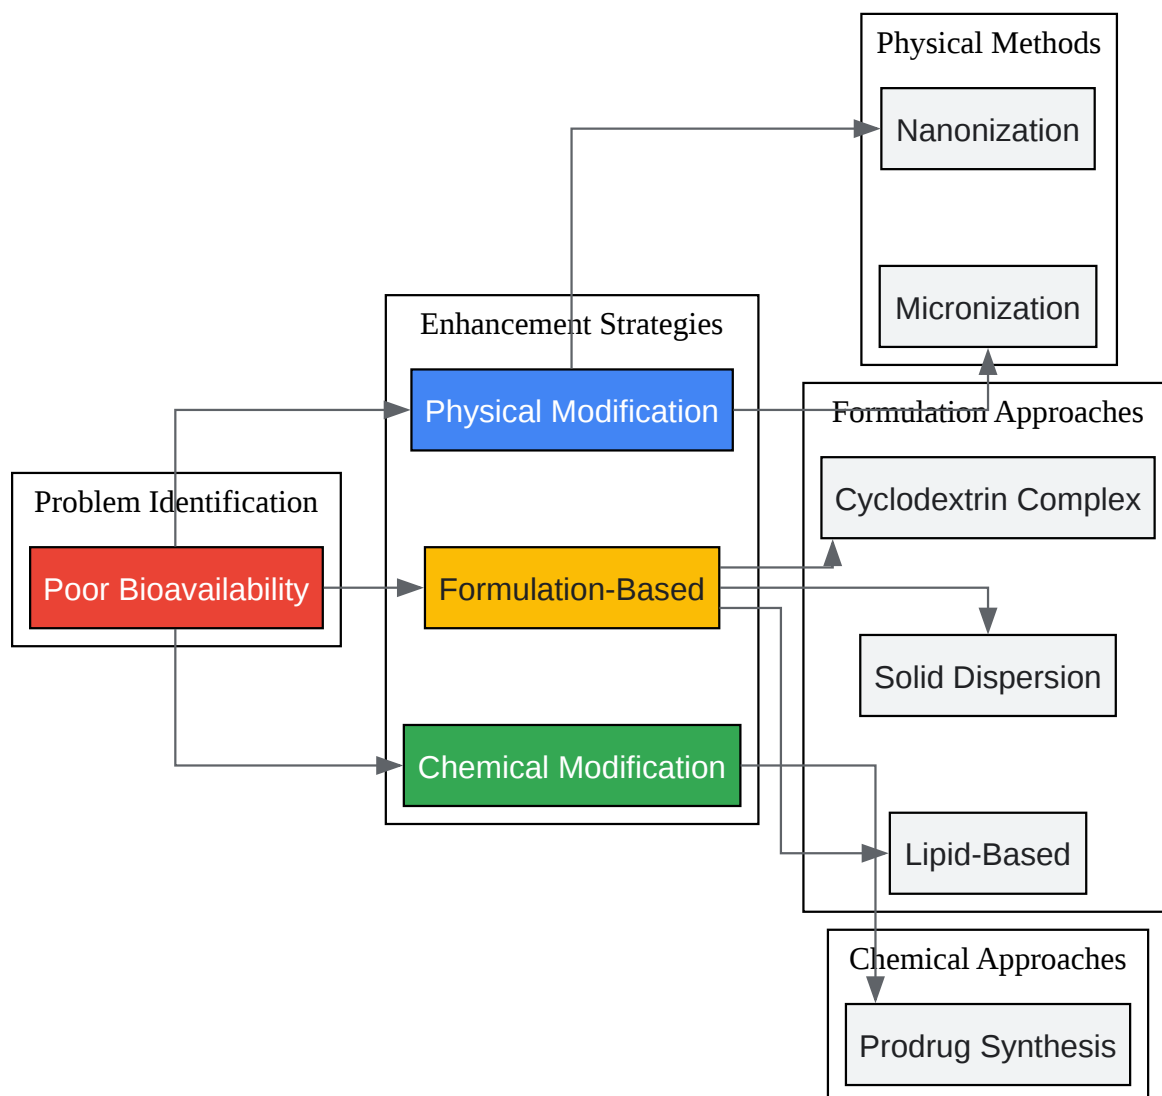 Problem Identification
Poor Bioavailability
Enhancement Strategies
Physical Modification
Formulation-Based
Chemical Modification
Physical Methods
Nanonization
Micronization
Formulation Approaches
Cyclodextrin Complex
Solid Dispersion
Lipid-Based
Chemical Approaches
Prodrug Synthesis